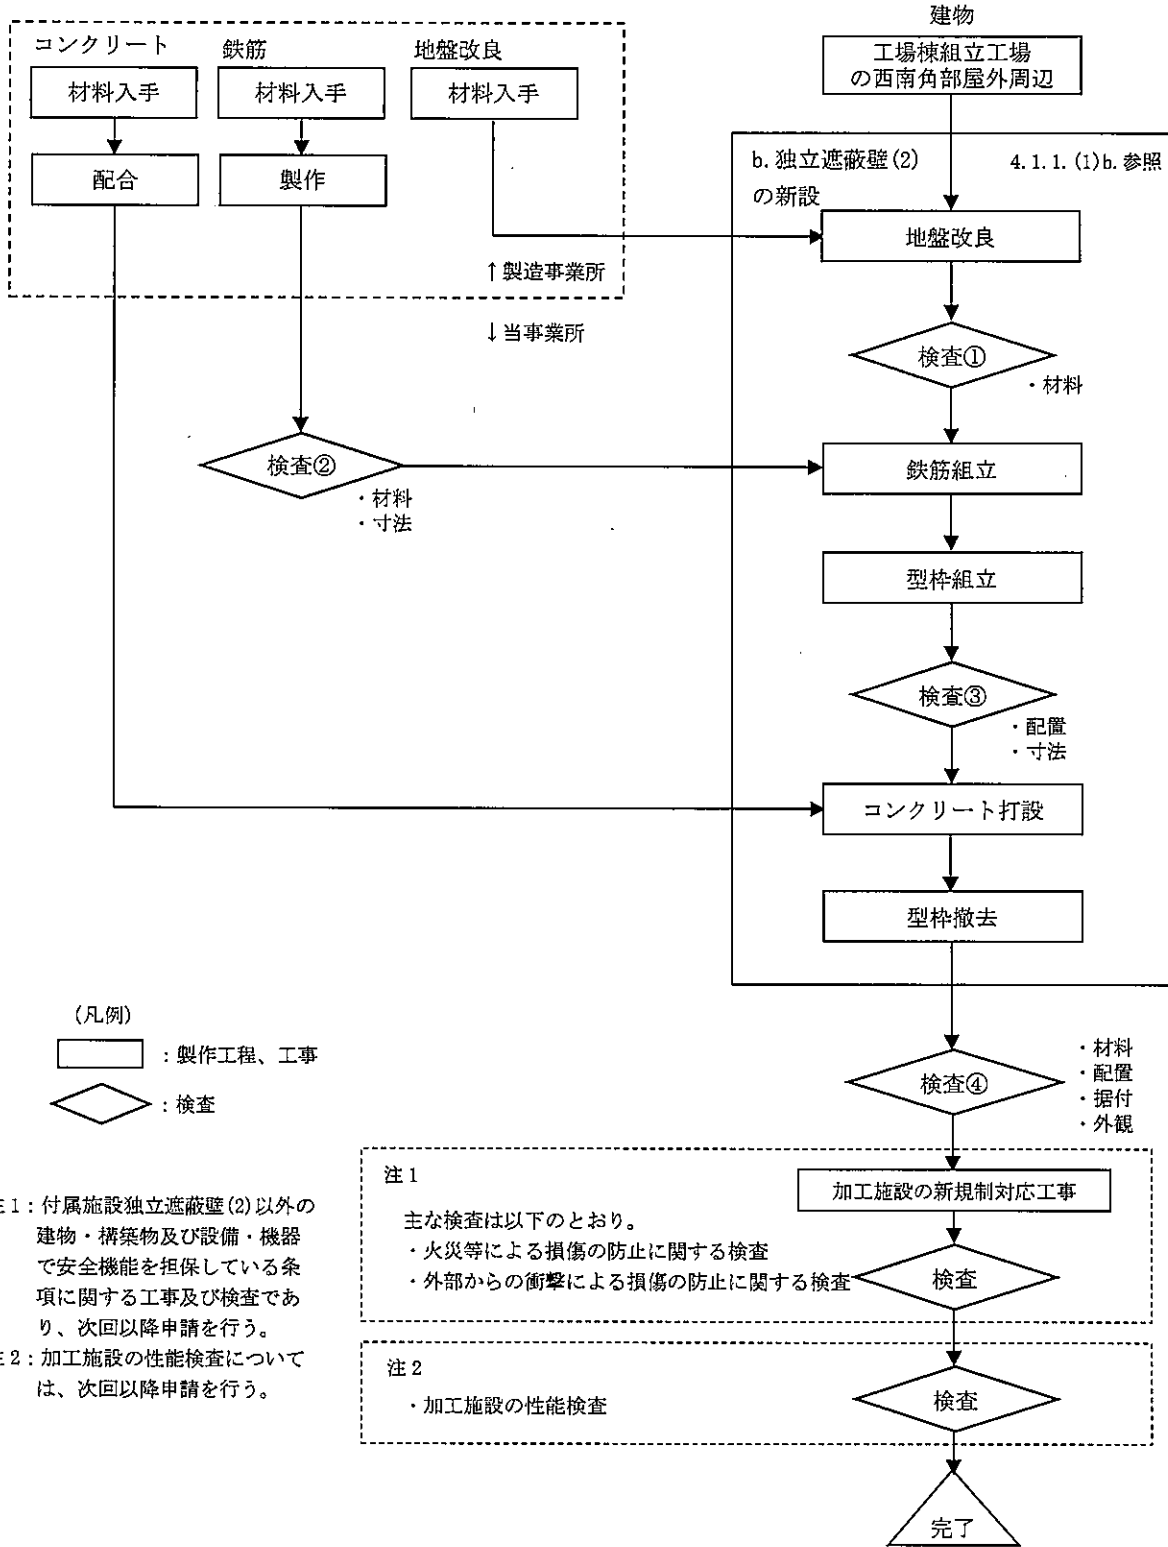 建物
工場棟組立工場
の西南角部屋外周辺
コンクリート
鉄筋
地盤改良
材料入手
材料入手
材料入手
配合
製作
↑製造事業所
↓当事業所
b. 独立遮蔽壁(2)
の新設
4.1.1.(1)b. 参照
地盤改良
検査①
・材料
検査②
・材料
・寸法
鉄筋組立
型枠組立
検査③
・配置
・寸法
コンクリート打設
型枠撤去
検査④
・材料
・配置
・据付
・外観
(凡例)
：製作工程、工事
：検査
注1
加工施設の新規制対応工事
主な検査は以下のとおり。
・火災等による損傷の防止に関する検査
・外部からの衝撃による損傷の防止に関する検査
検査
注2
・加工施設の性能検査
検査
完了
注1：付属施設独立遮蔽壁(2)以外の
建物・構築物及び設備・機器
で安全機能を担保している条
項に関する工事及び検査であ
り、次回以降申請を行う。
注2：加工施設の性能検査について
は、次回以降申請を行う。